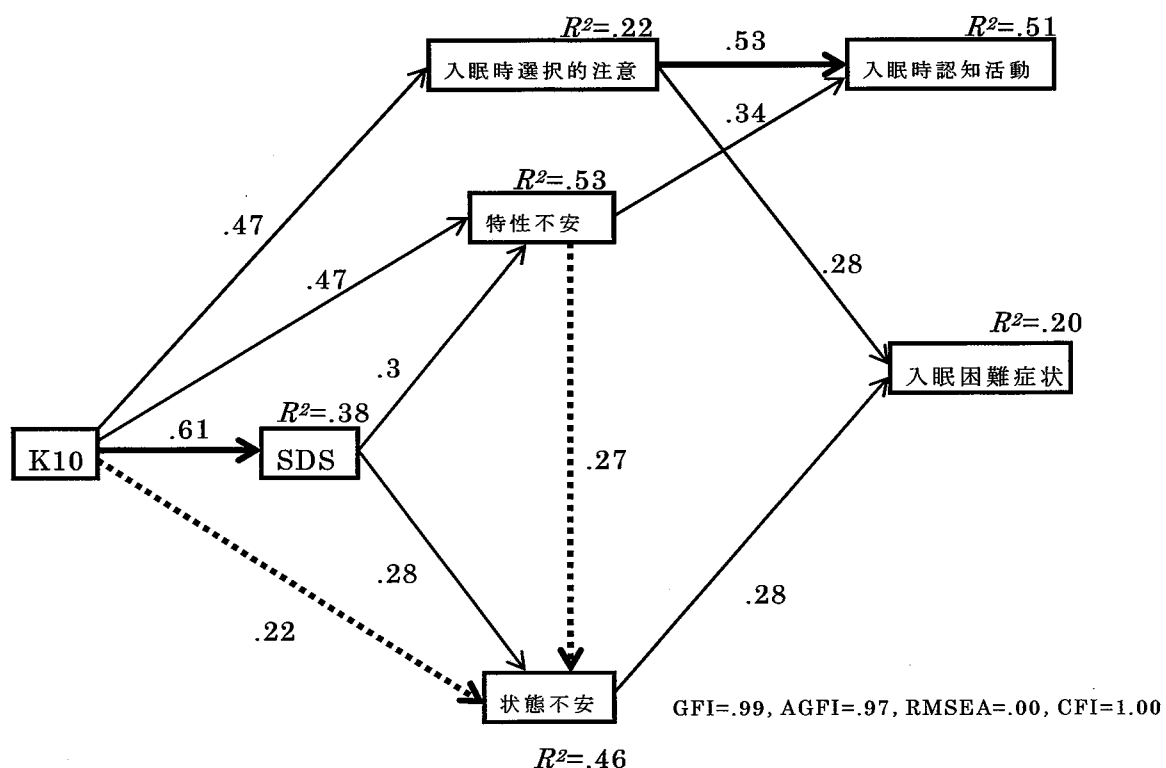 R²=.22
.53
R²=.51
入眠時選択的注意
入眠時認知活動
.34
R²=.53
特性不安
.47
.47
.28
R²=.20
入眠困難症状
.3
R²=.38
.61
K10
SDS
.27
.28
.28
.22
状態不安
GFI=.99, AGFI=.97, RMSEA=.00, CFI=1.00
R²=.46